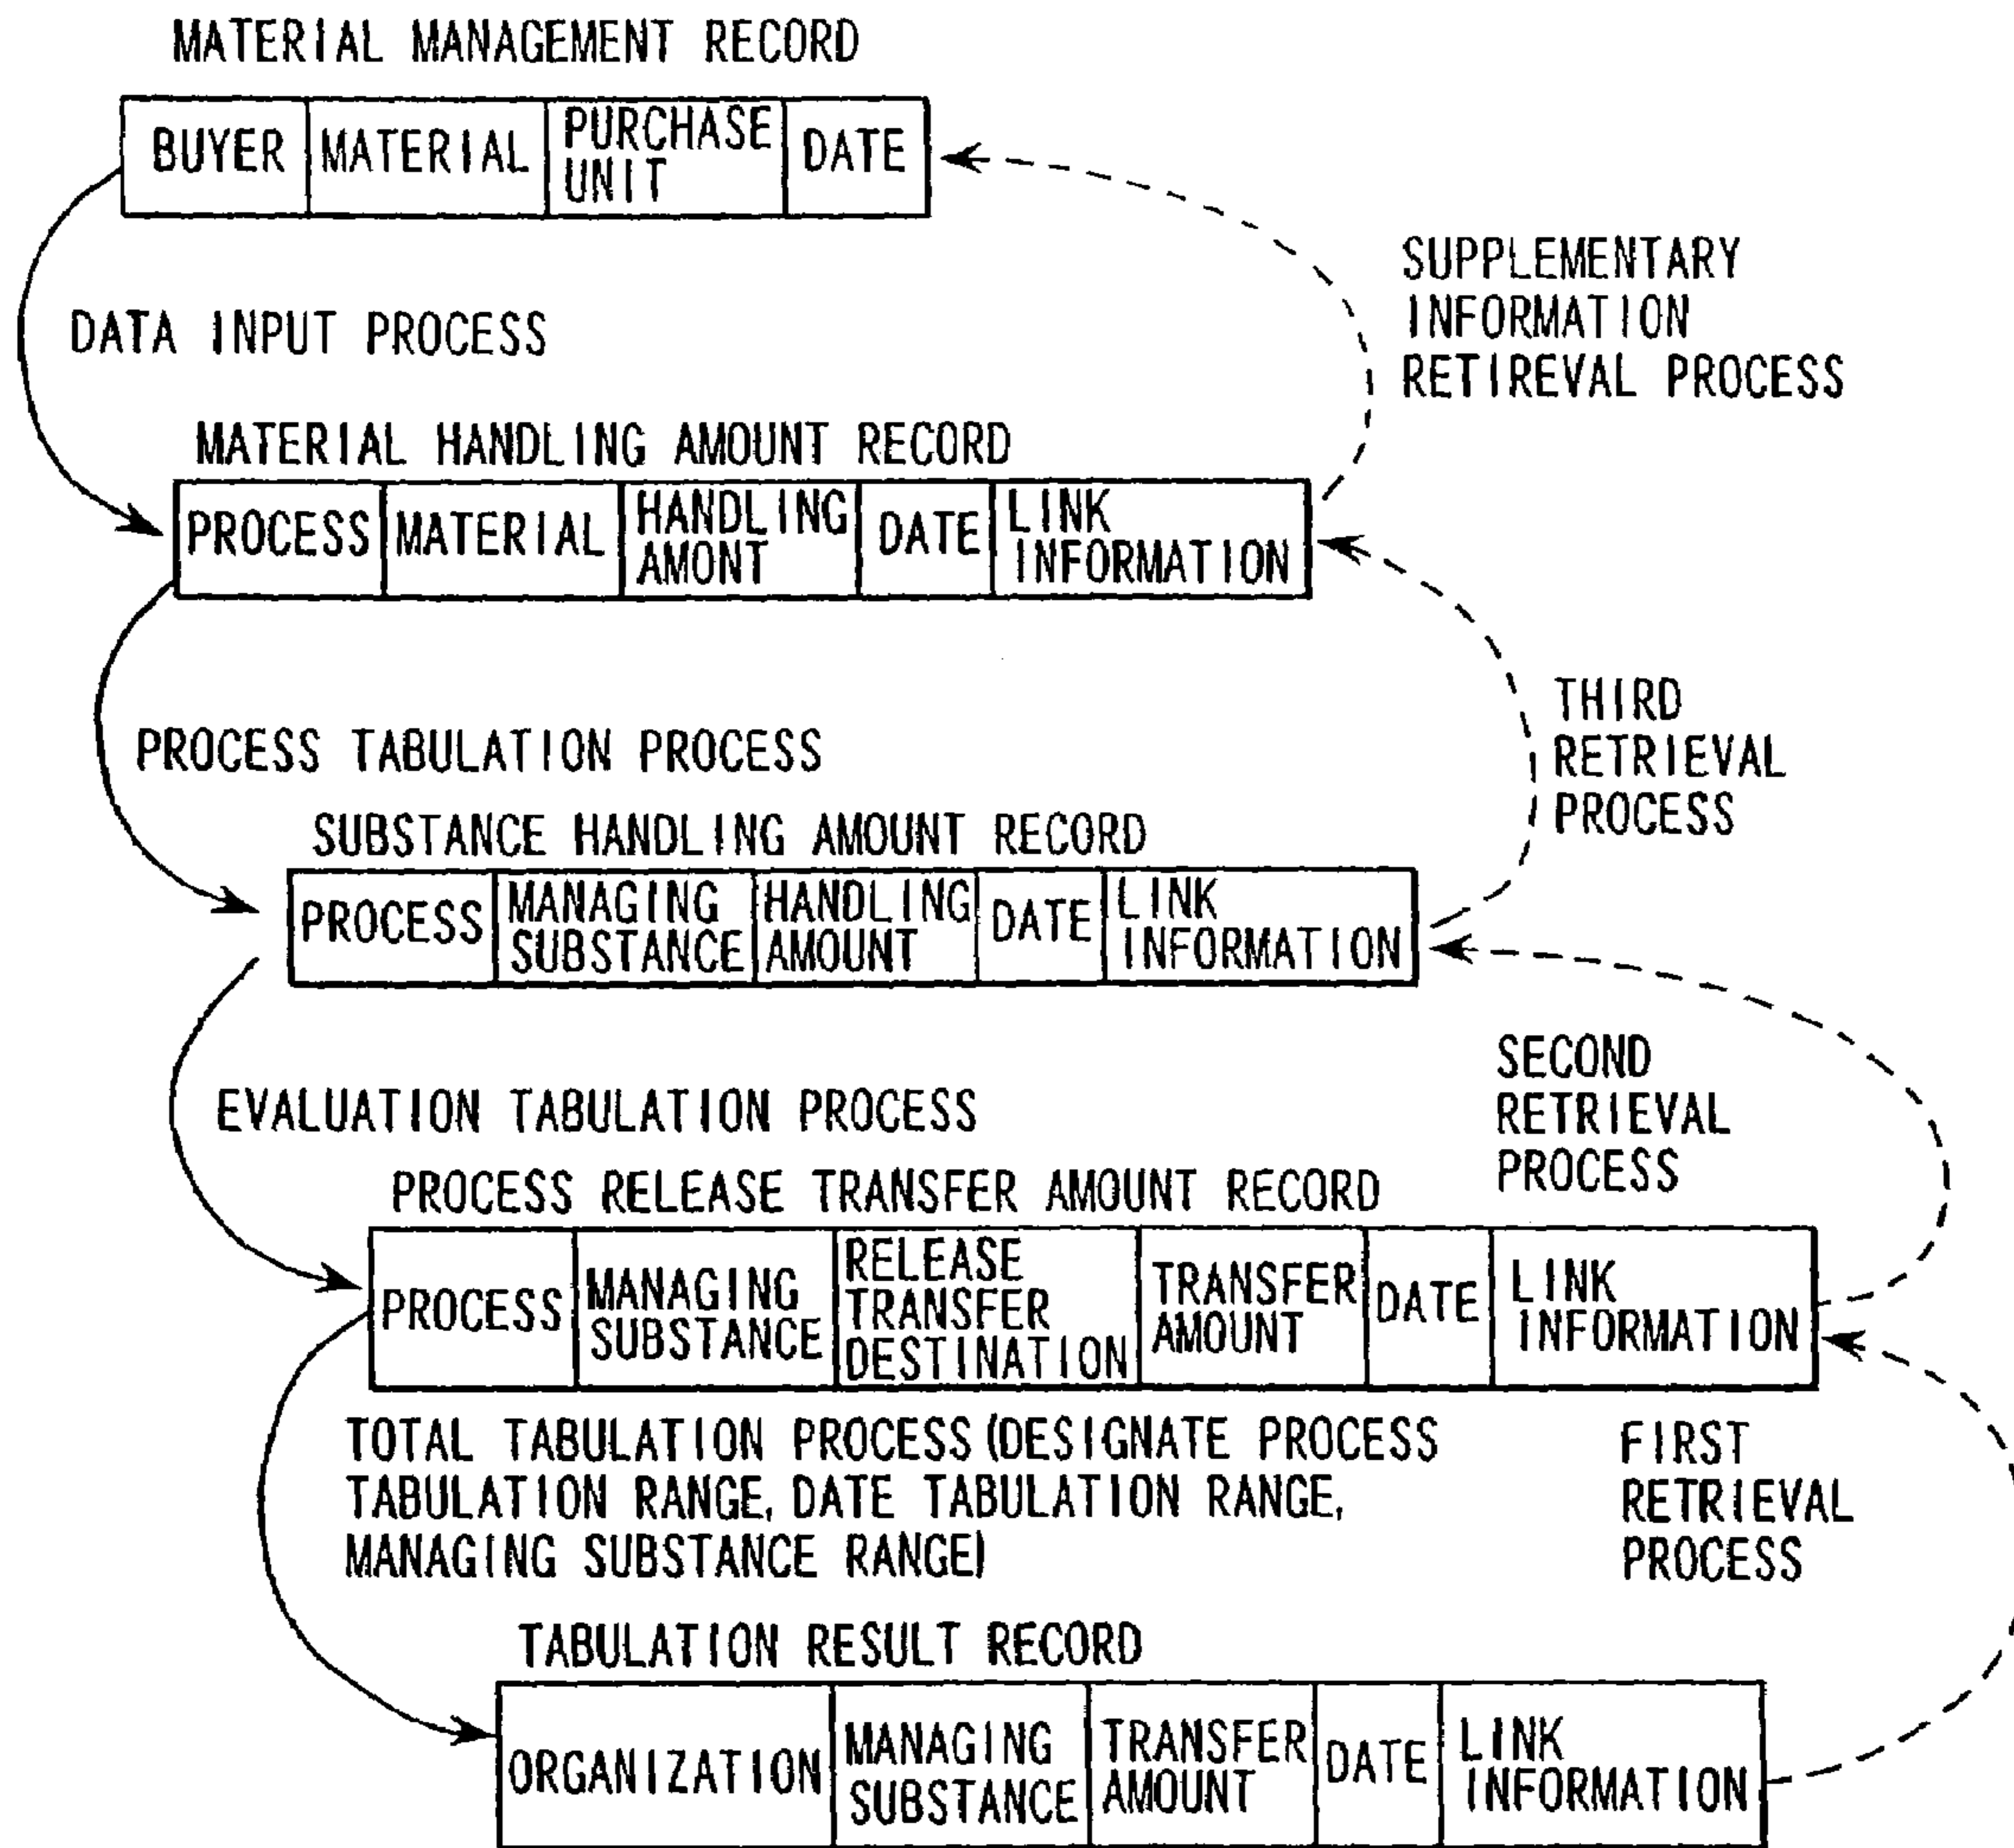 MATERIAL MANAGEMENT RECORD
BUYER
MATERIAL
PURCHASE
UNIT
DATE
DATA INPUT PROCESS
SUPPLEMENTARY
INFORMATION
RETIREVAL PROCESS
MATERIAL HANDLING AMOUNT RECORD
PROCESS
MATERIAL
HANDLING
AMONT
DATE
LINK
INFORMATION
PROCESS TABULATION PROCESS
THIRD
RETRIEVAL
PROCESS
SUBSTANCE HANDLING AMOUNT RECORD
PROCESS
MANAGING
SUBSTANCE
HANDLING
AMOUNT
DATE
LINK
INFORMATION
EVALUATION TABULATION PROCESS
SECOND
RETRIEVAL
PROCESS
PROCESS RELEASE TRANSFER AMOUNT RECORD
PROCESS
MANAGING
SUBSTANCE
RELEASE
TRANSFER
DESTINATION
TRANSFER
AMOUNT
DATE
LINK
INFORMATION
TOTAL TABULATION PROCESS (DESIGNATE PROCESS
TABULATION RANGE, DATE TABULATION RANGE,
MANAGING SUBSTANCE RANGE)
FIRST
RETRIEVAL
PROCESS
TABULATION RESULT RECORD
ORGANIZATION
MANAGING
SUBSTANCE
TRANSFER
AMOUNT
DATE
LINK
INFORMATION